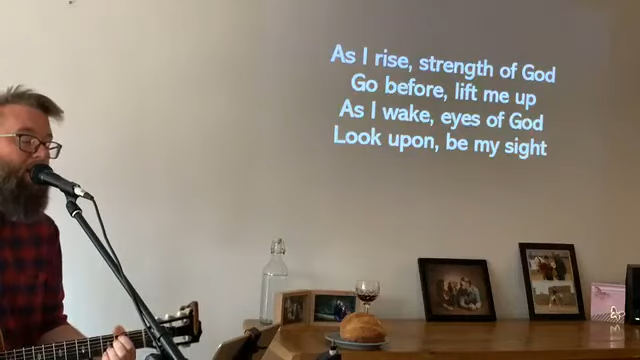 As I rise, strength of God
Go before, lift me up
As I wake, eyes of God
Look upon, be my sight